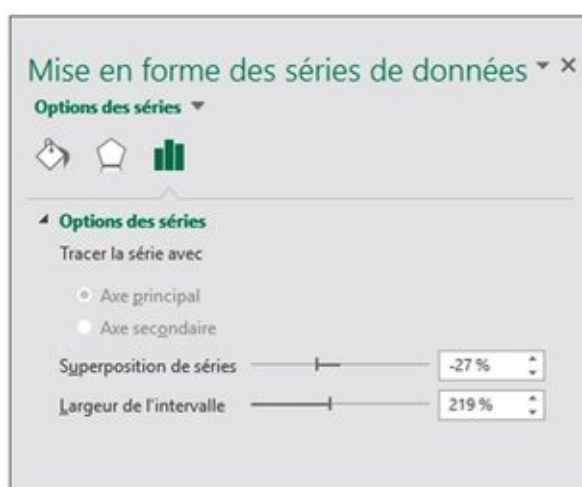 Mise en forme des séries de données
Options des séries
Options des séries
Tracer la série avec
Axe principal
Axe secondaire
Superposition de séries -27 %
Largeur de l'intervalle 219 %